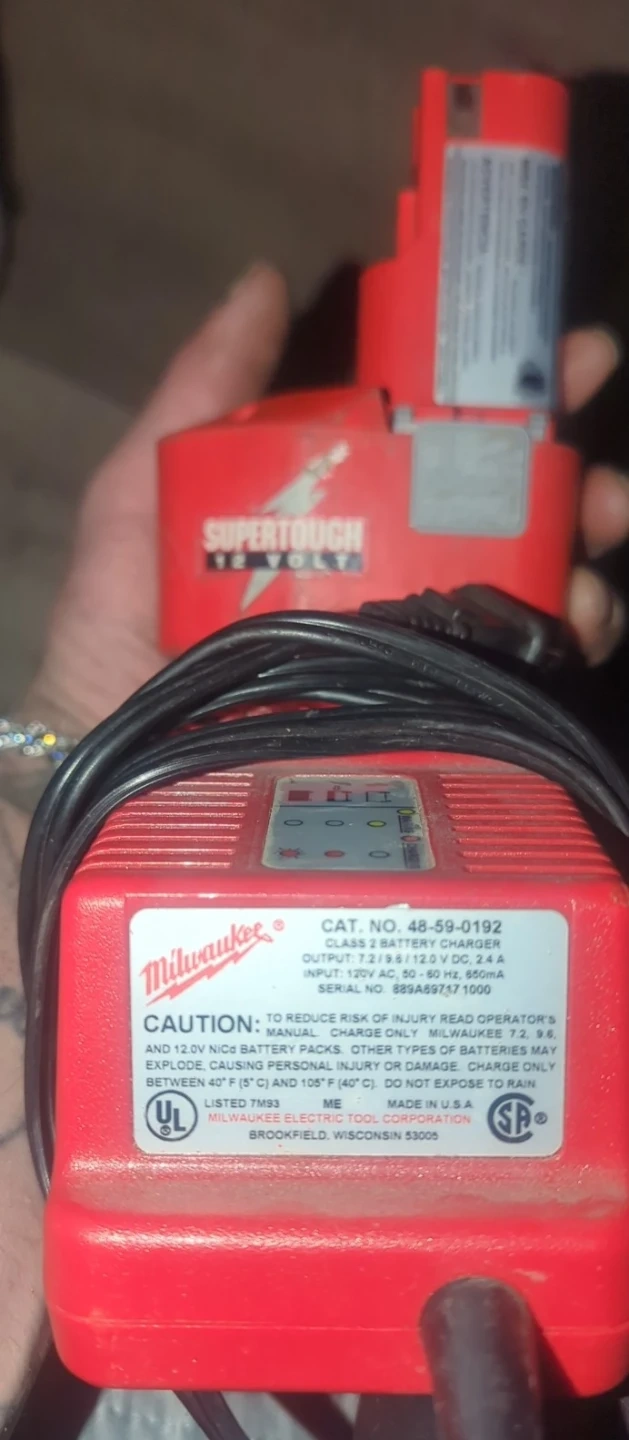 SUPERTOUGH
12 VOLT
Milwaukee®
CAT. NO. 48-59-0192
CLASS 2 BATTERY CHARGER
OUTPUT: 7.2 / 9.6 / 12.0 V DC, 2.4 A
INPUT: 120V AC, 50 - 60 Hz, 650mA
SERIAL NO. 889A697171000
CAUTION: TO REDUCE RISK OF INJURY READ OPERATOR'S
MANUAL. CHARGE ONLY MILWAUKEE 7.2, 9.6,
AND 12.0V NiCd BATTERY PACKS. OTHER TYPES OF BATTERIES MAY
EXPLODE, CAUSING PERSONAL INJURY OR DAMAGE. CHARGE ONLY
BETWEEN 40° F (5° C) AND 105° F (40° C). DO NOT EXPOSE TO RAIN
UL LISTED 7M93 ME MADE IN U.S.A. SA®
MILWAUKEE ELECTRIC TOOL CORPORATION
BROOKFIELD, WISCONSIN 53005